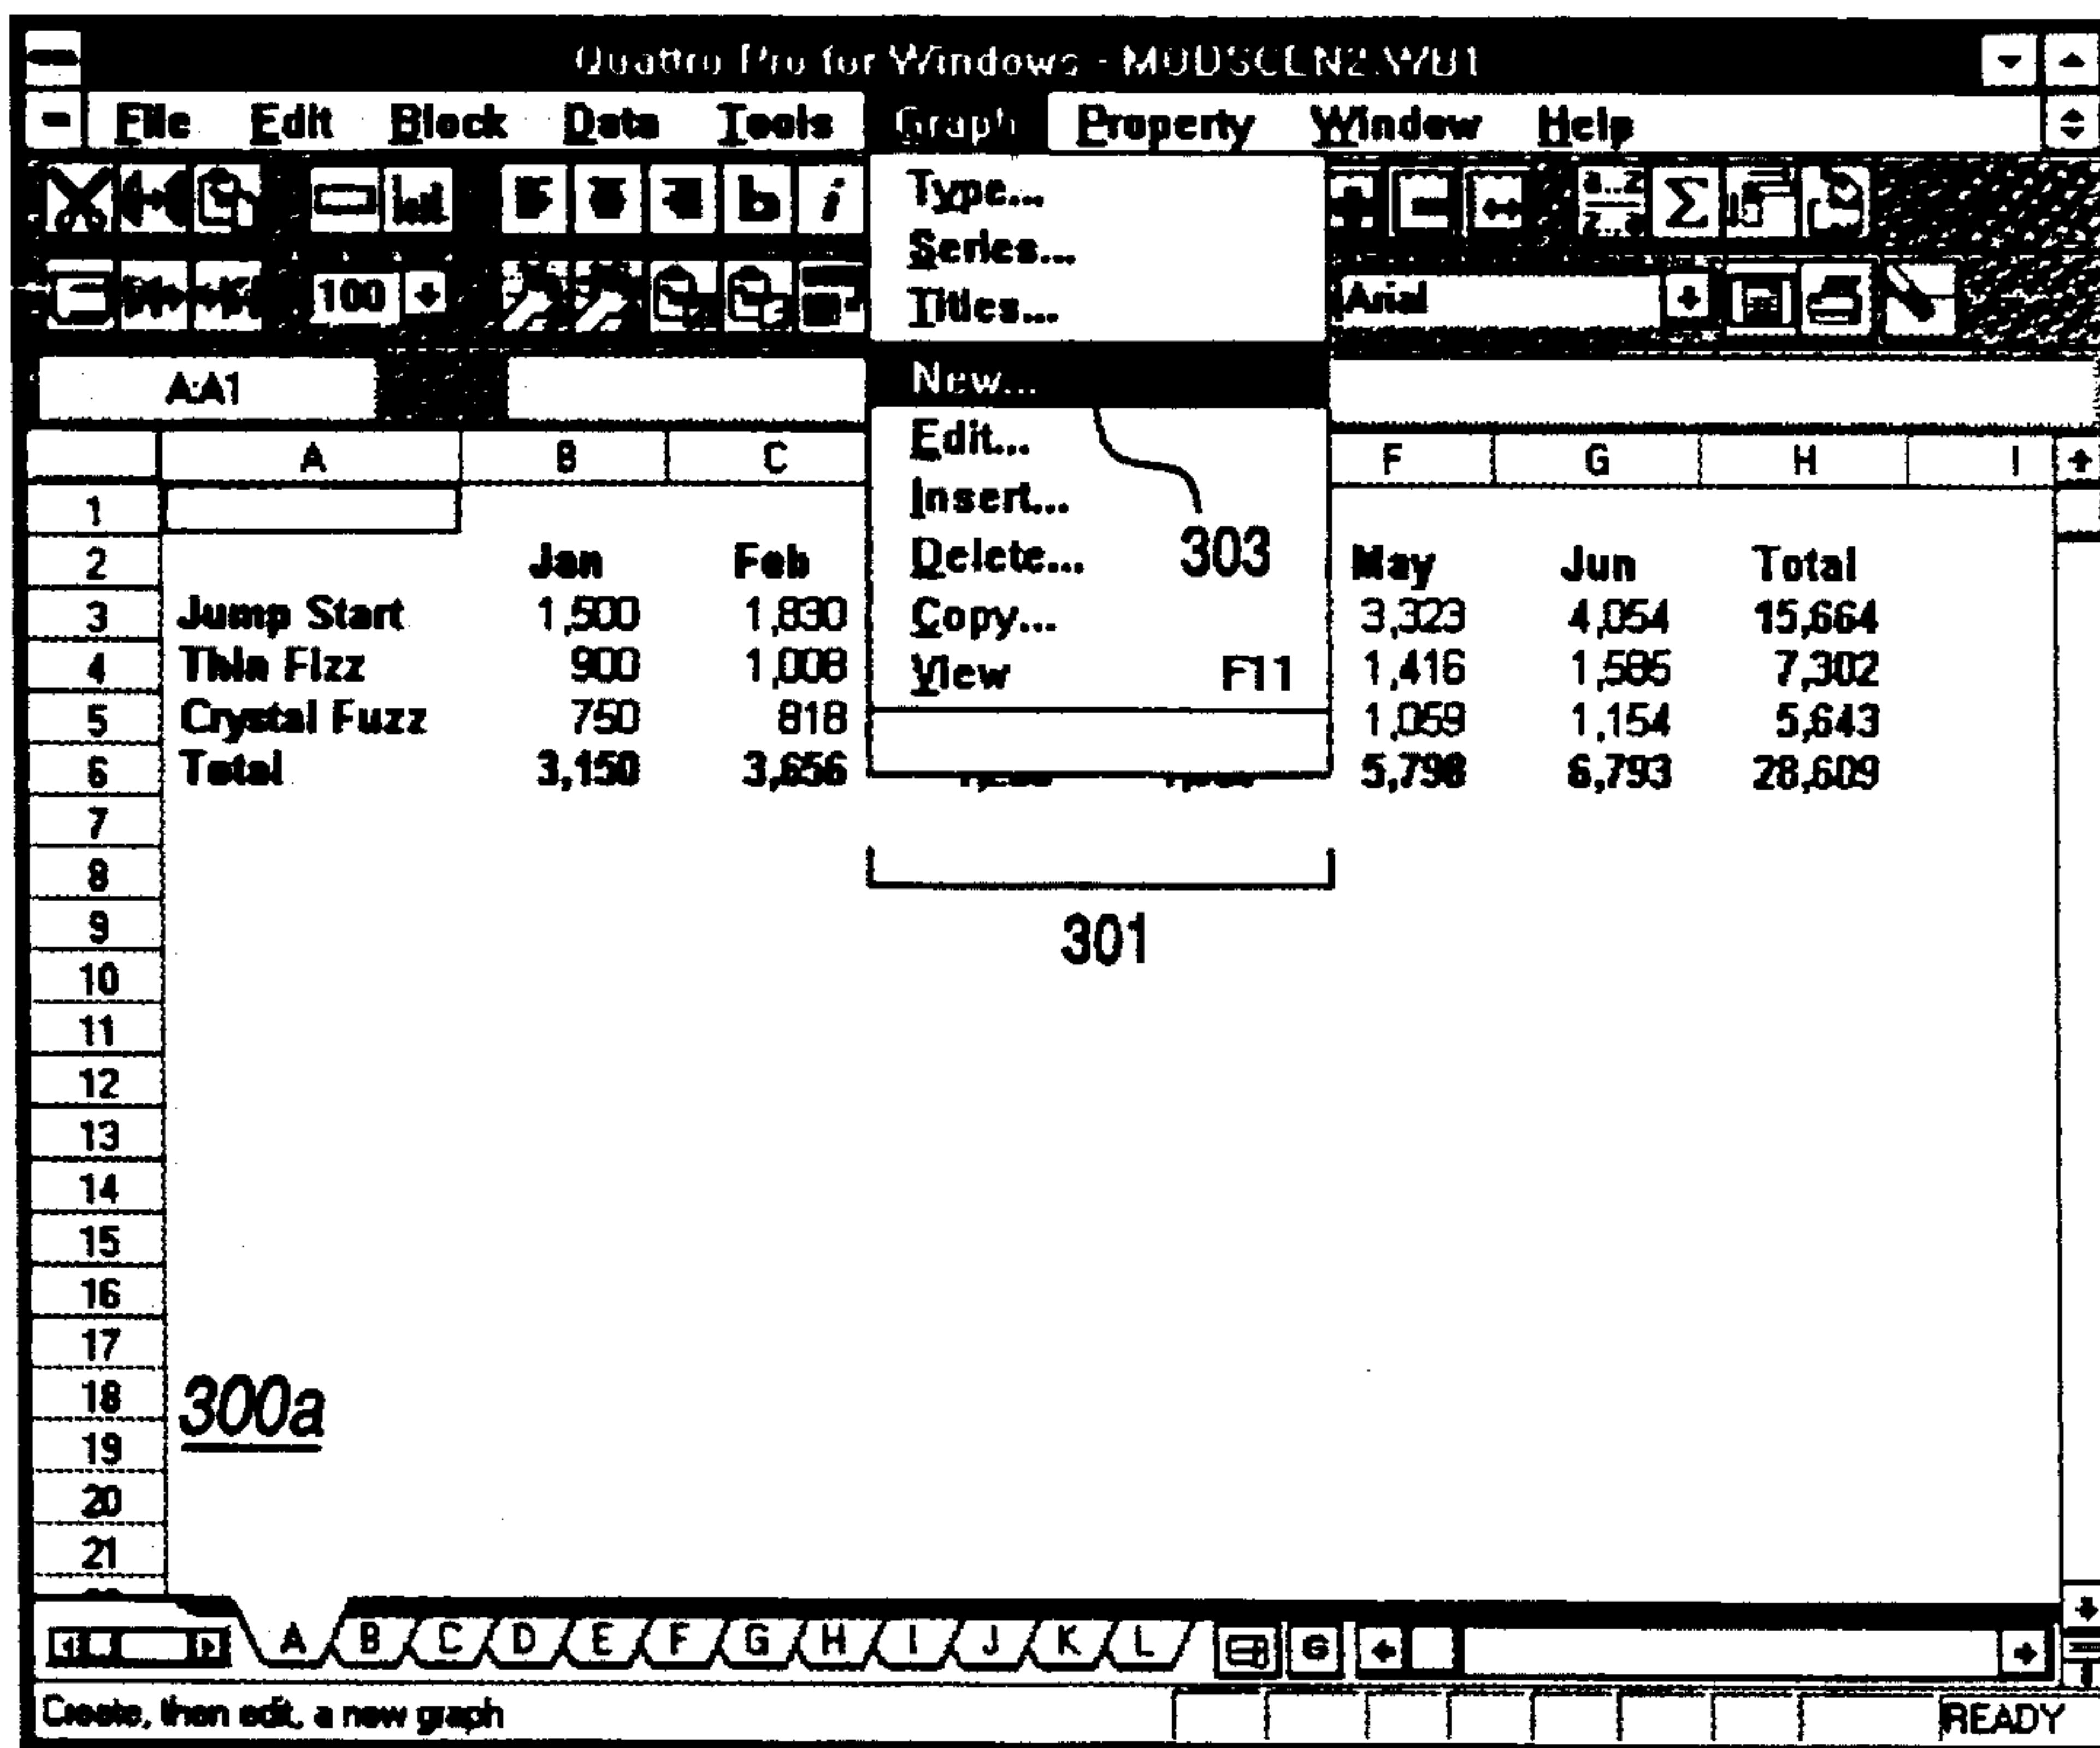 Quattro Pro for Windows - MODSCEN2.WB1
File Edit Block Data Tools Graph Property Window Help
Type...
b i a..z Σ
z..a
Series...
100 Arial
Titles...
A:A1 New...
Edit...
A B C F G H I
Insert...
1
303
2 Jan Feb Delete... May Jun Total
3 Jump Start 1,500 1,830 Copy... 3,323 4,054 15,664
4 Thin Fizz 900 1,008 View F11 1,416 1,585 7,302
5 Crystal Fuzz 750 818 1,059 1,154 5,643
6 Total 3,150 3,656 5,798 6,793 28,609
7
8
9 301
10
11
12
13
14
15
16
17
18 300a
19
20
21
A B C D E F G H I J K L G
Create, then edit, a new graph READY